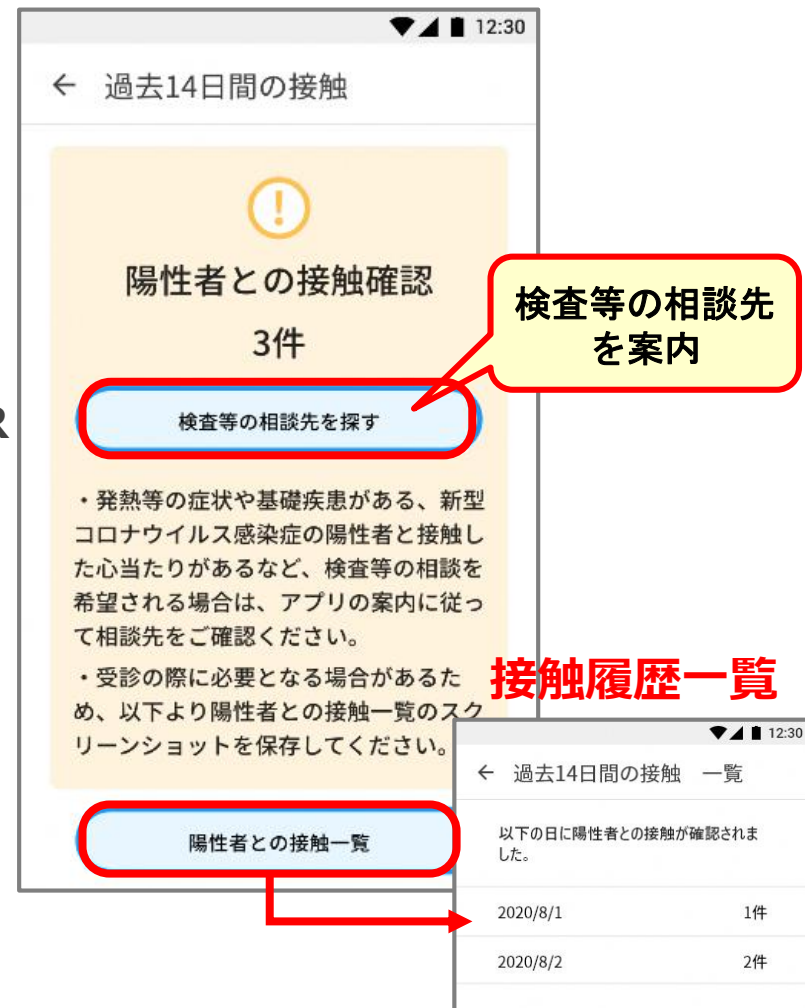 12:30
← 過去14日間の接触
陽性者との接触確認
3件
検査等の相談先
を案内
検査等の相談先を探す
R
・発熱等の症状や基礎疾患がある、新型
コロナウイルス感染症の陽性者と接触し
た心当たりがあるなど、検査等の相談を
希望される場合は、アプリの案内に従っ
て相談先をご確認ください。
・受診の際に必要となる場合があるた
め、以下より陽性者との接触一覧のスク
リーンショットを保存してください。
陽性者との接触一覧
接触履歴一覧
12:30
← 過去14日間の接触 一覧
以下の日に陽性者との接触が確認されま
した。
2020/8/1 1件
2020/8/2 2件